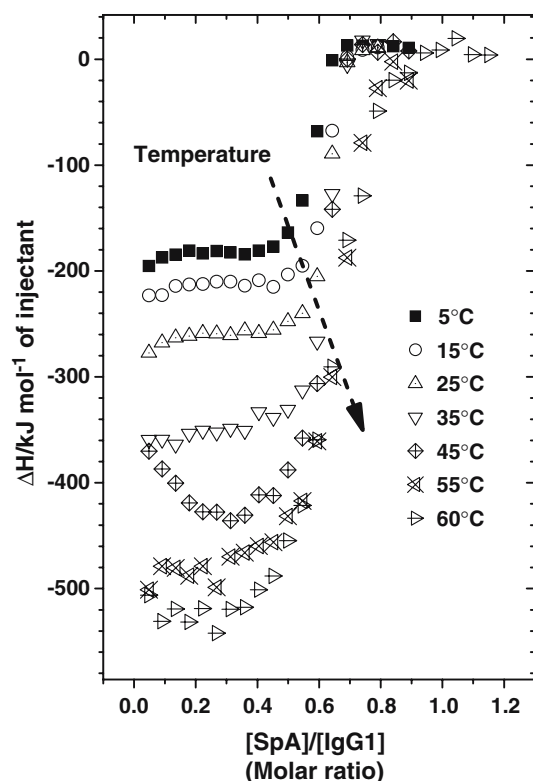 0
-100
-200
-300
-400
-500
ΔH/kJ mol⁻¹ of injectant
Temperature
5°C
15°C
25°C
35°C
45°C
55°C
60°C
0.0 0.2 0.4 0.6 0.8 1.0 1.2
[SpA]/[IgG1]
(Molar ratio)